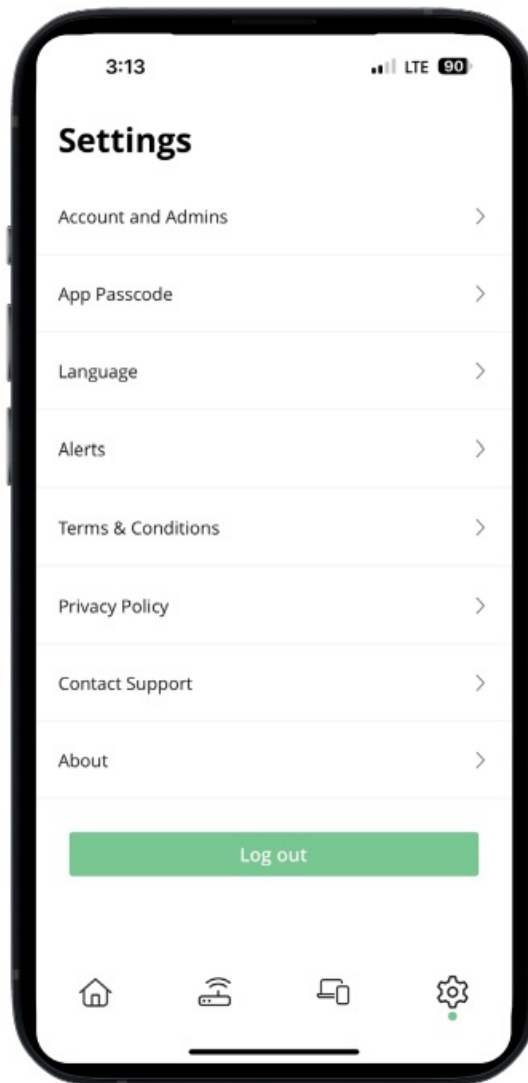 3:13 LTE 90
Settings
Account and Admins
App Passcode
Language
Alerts
Terms & Conditions
Privacy Policy
Contact Support
About
Log out